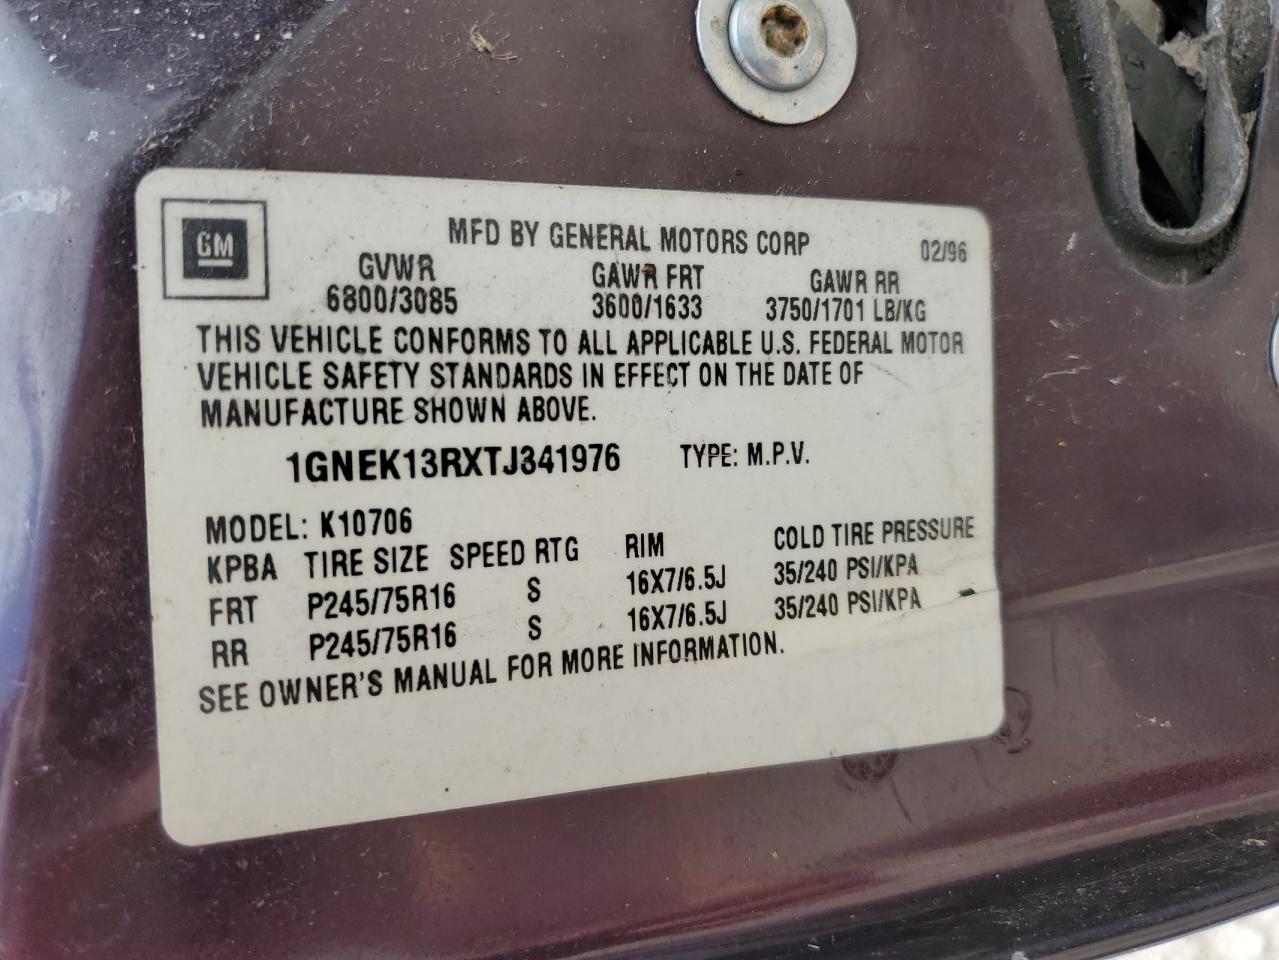 GM
MFD BY GENERAL MOTORS CORP 02/96
GVWR GAWR FRT GAWR RR
6800/3085 3600/1633 3750/1701 LB/KG
THIS VEHICLE CONFORMS TO ALL APPLICABLE U.S. FEDERAL MOTOR
VEHICLE SAFETY STANDARDS IN EFFECT ON THE DATE OF
MANUFACTURE SHOWN ABOVE.
1GNEK13RXTJ341976 TYPE: M.P.V.
MODEL: K10706
KPBA TIRE SIZE SPEED RTG RIM COLD TIRE PRESSURE
FRT P245/75R16 S 16X7/6.5J 35/240 PSI/KPA
RR P245/75R16 S 16X7/6.5J 35/240 PSI/KPA
SEE OWNER'S MANUAL FOR MORE INFORMATION.